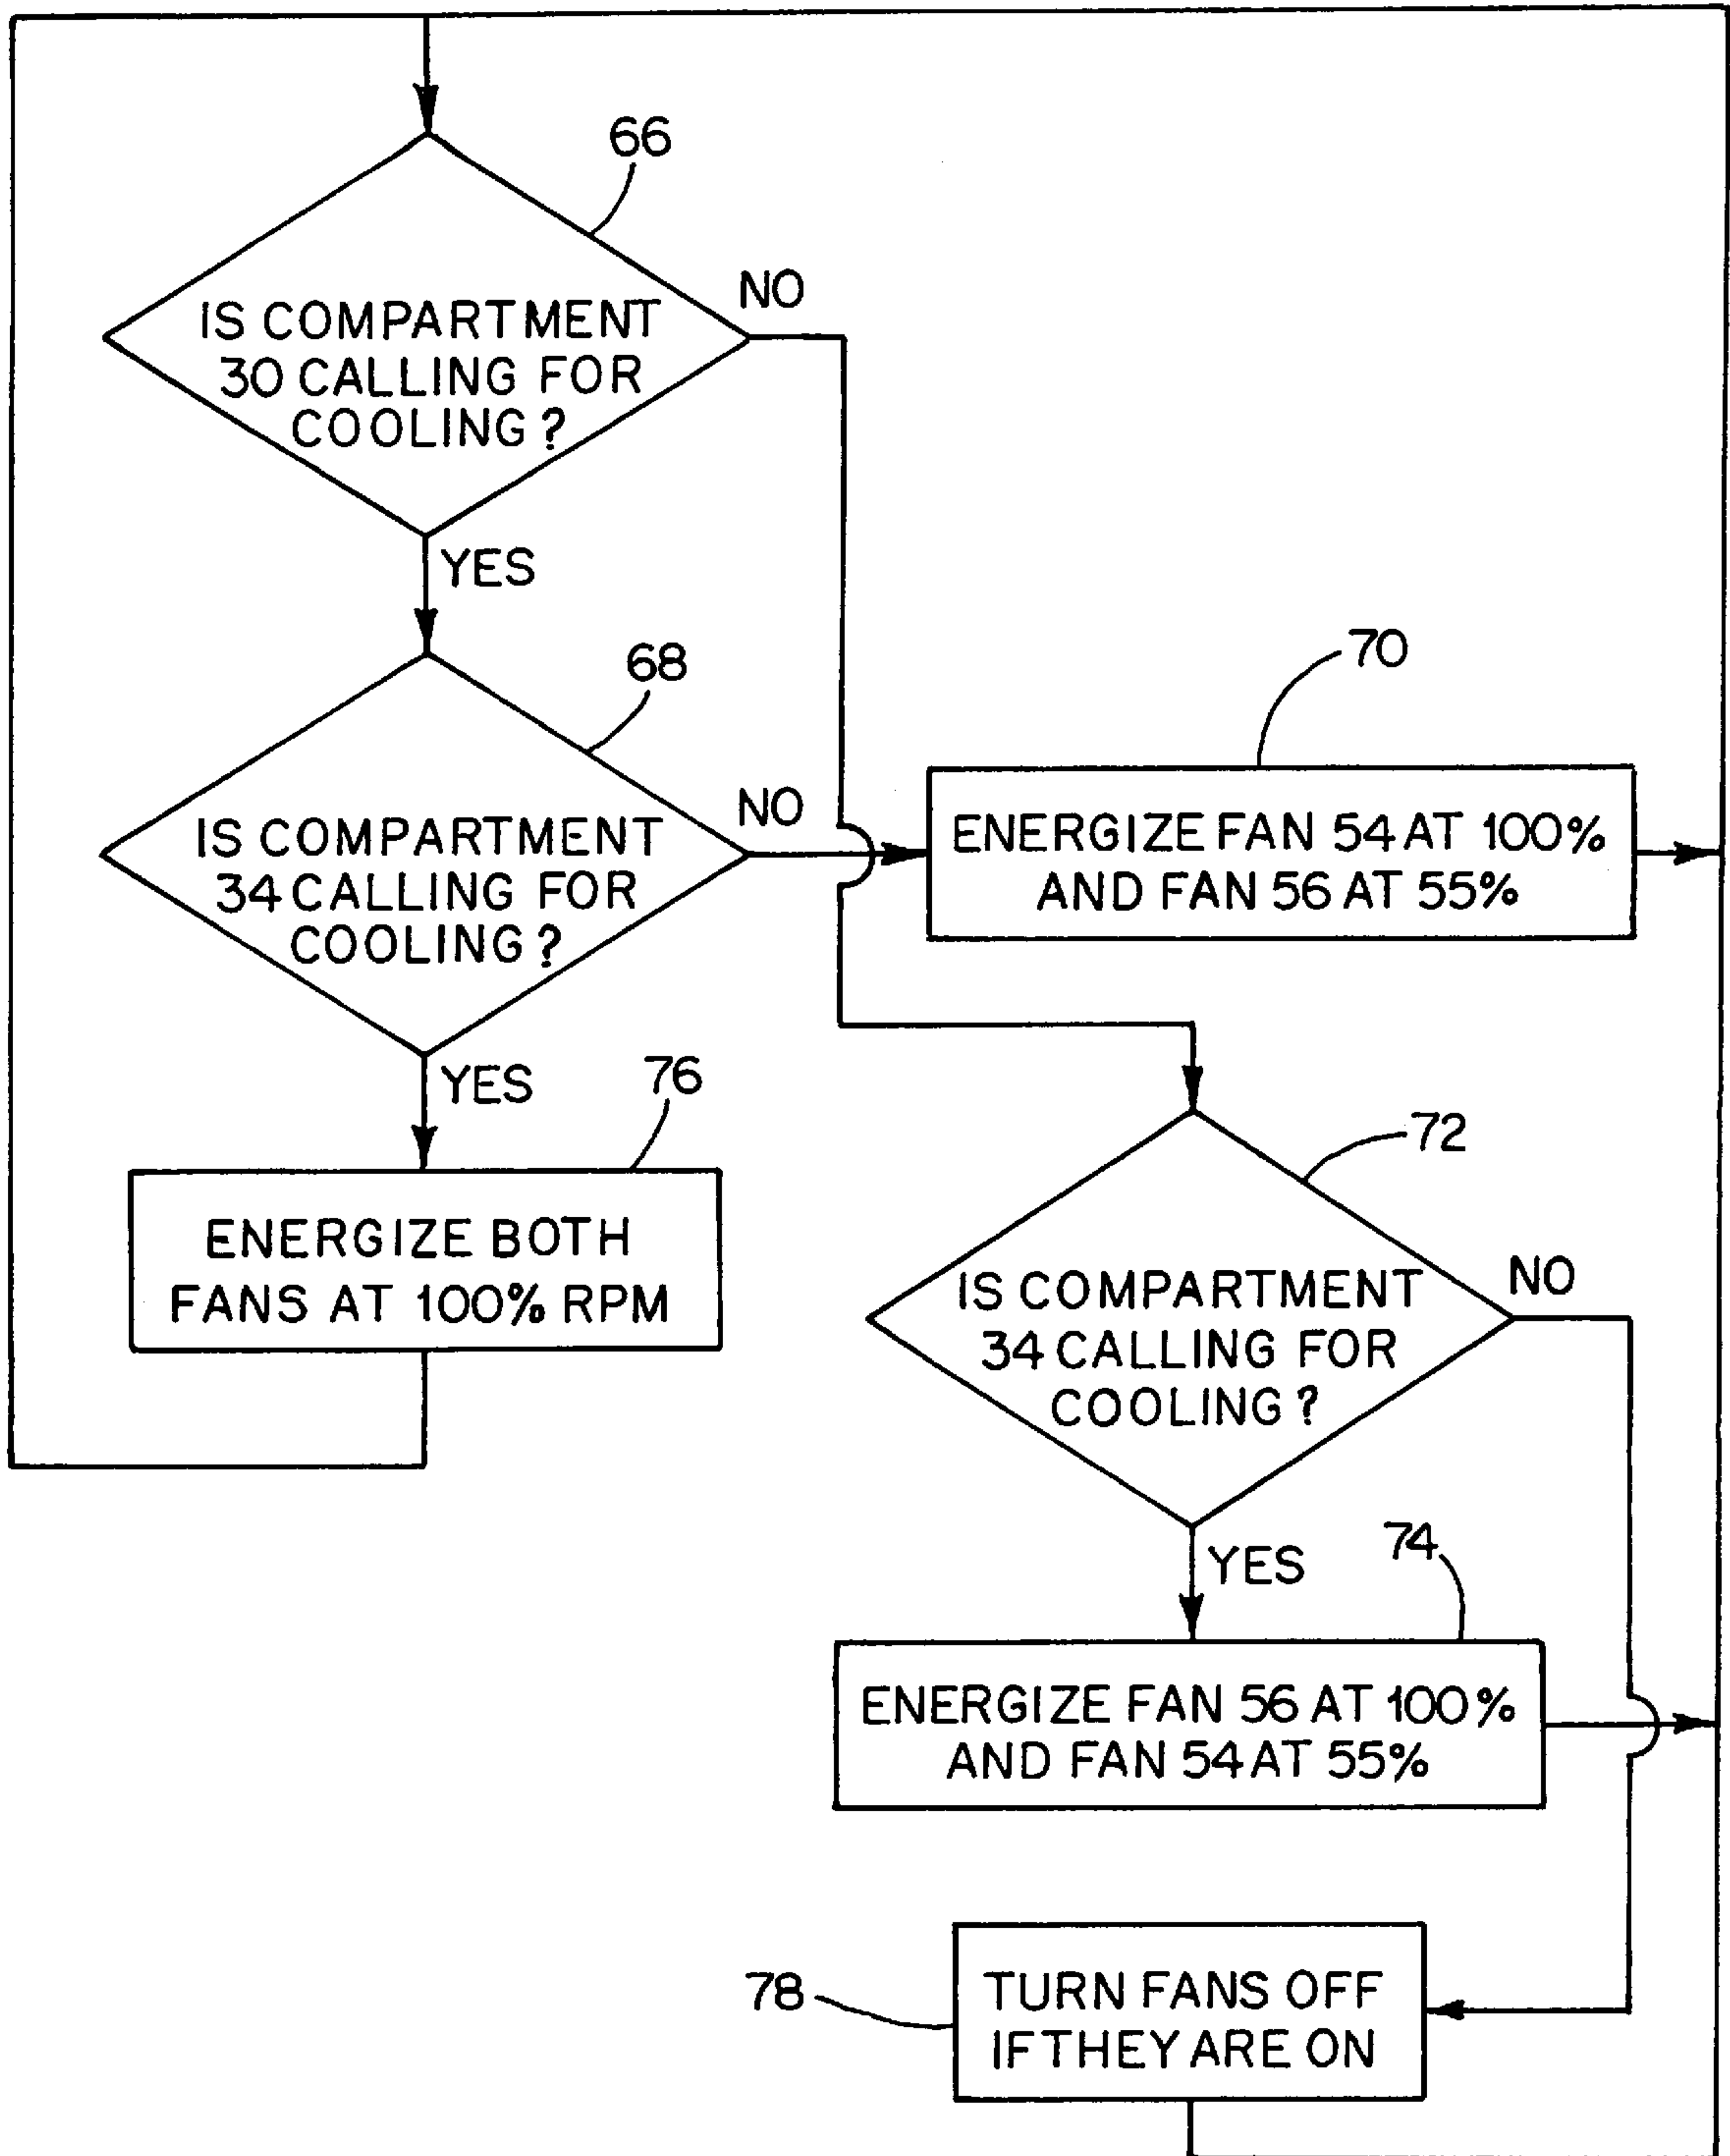 66
IS COMPARTMENT
30 CALLING FOR
COOLING?
NO
YES
68
IS COMPARTMENT
34 CALLING FOR
COOLING?
NO
YES
70
ENERGIZE FAN 54 AT 100%
AND FAN 56 AT 55%
76
ENERGIZE BOTH
FANS AT 100% RPM
72
IS COMPARTMENT
34 CALLING FOR
COOLING?
NO
YES
74
ENERGIZE FAN 56 AT 100%
AND FAN 54 AT 55%
78
TURN FANS OFF
IF THEY ARE ON